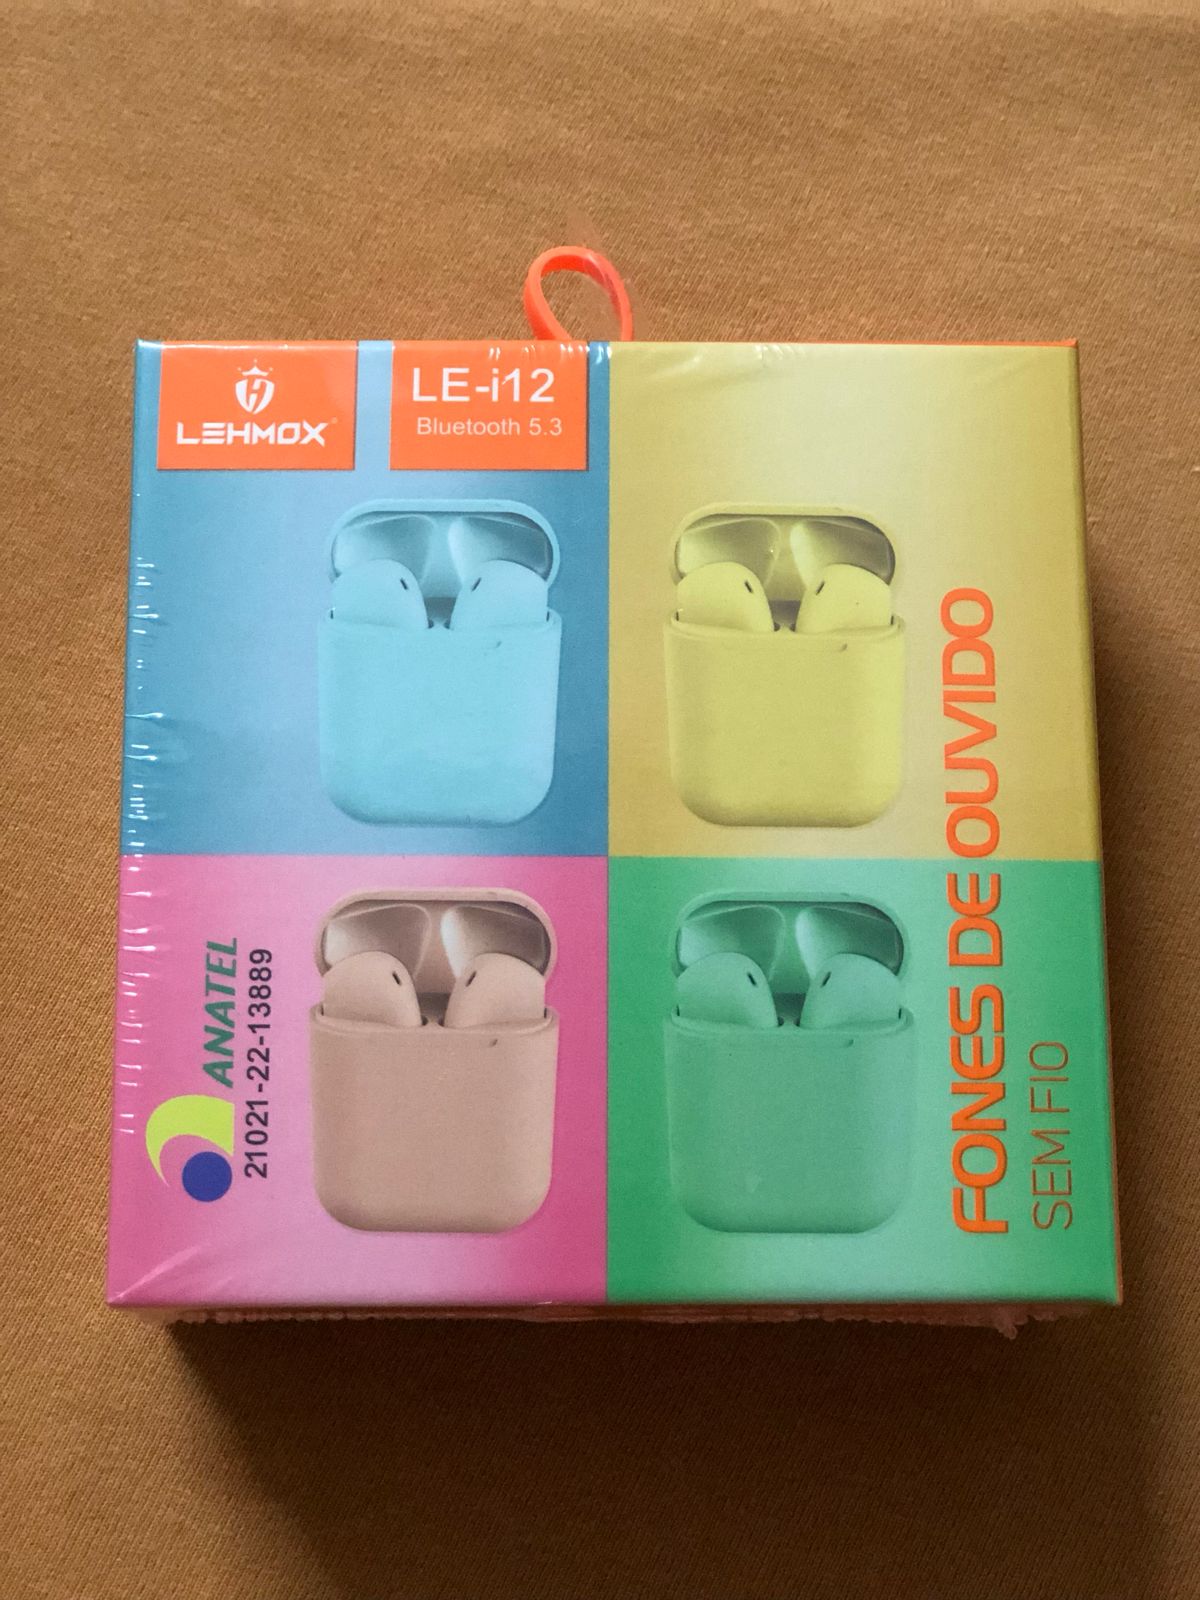 LEHMOX
LE-i12
Bluetooth 5.3
FONES DE OUVIDO
SEM FIO
ANATEL
21021-22-13889